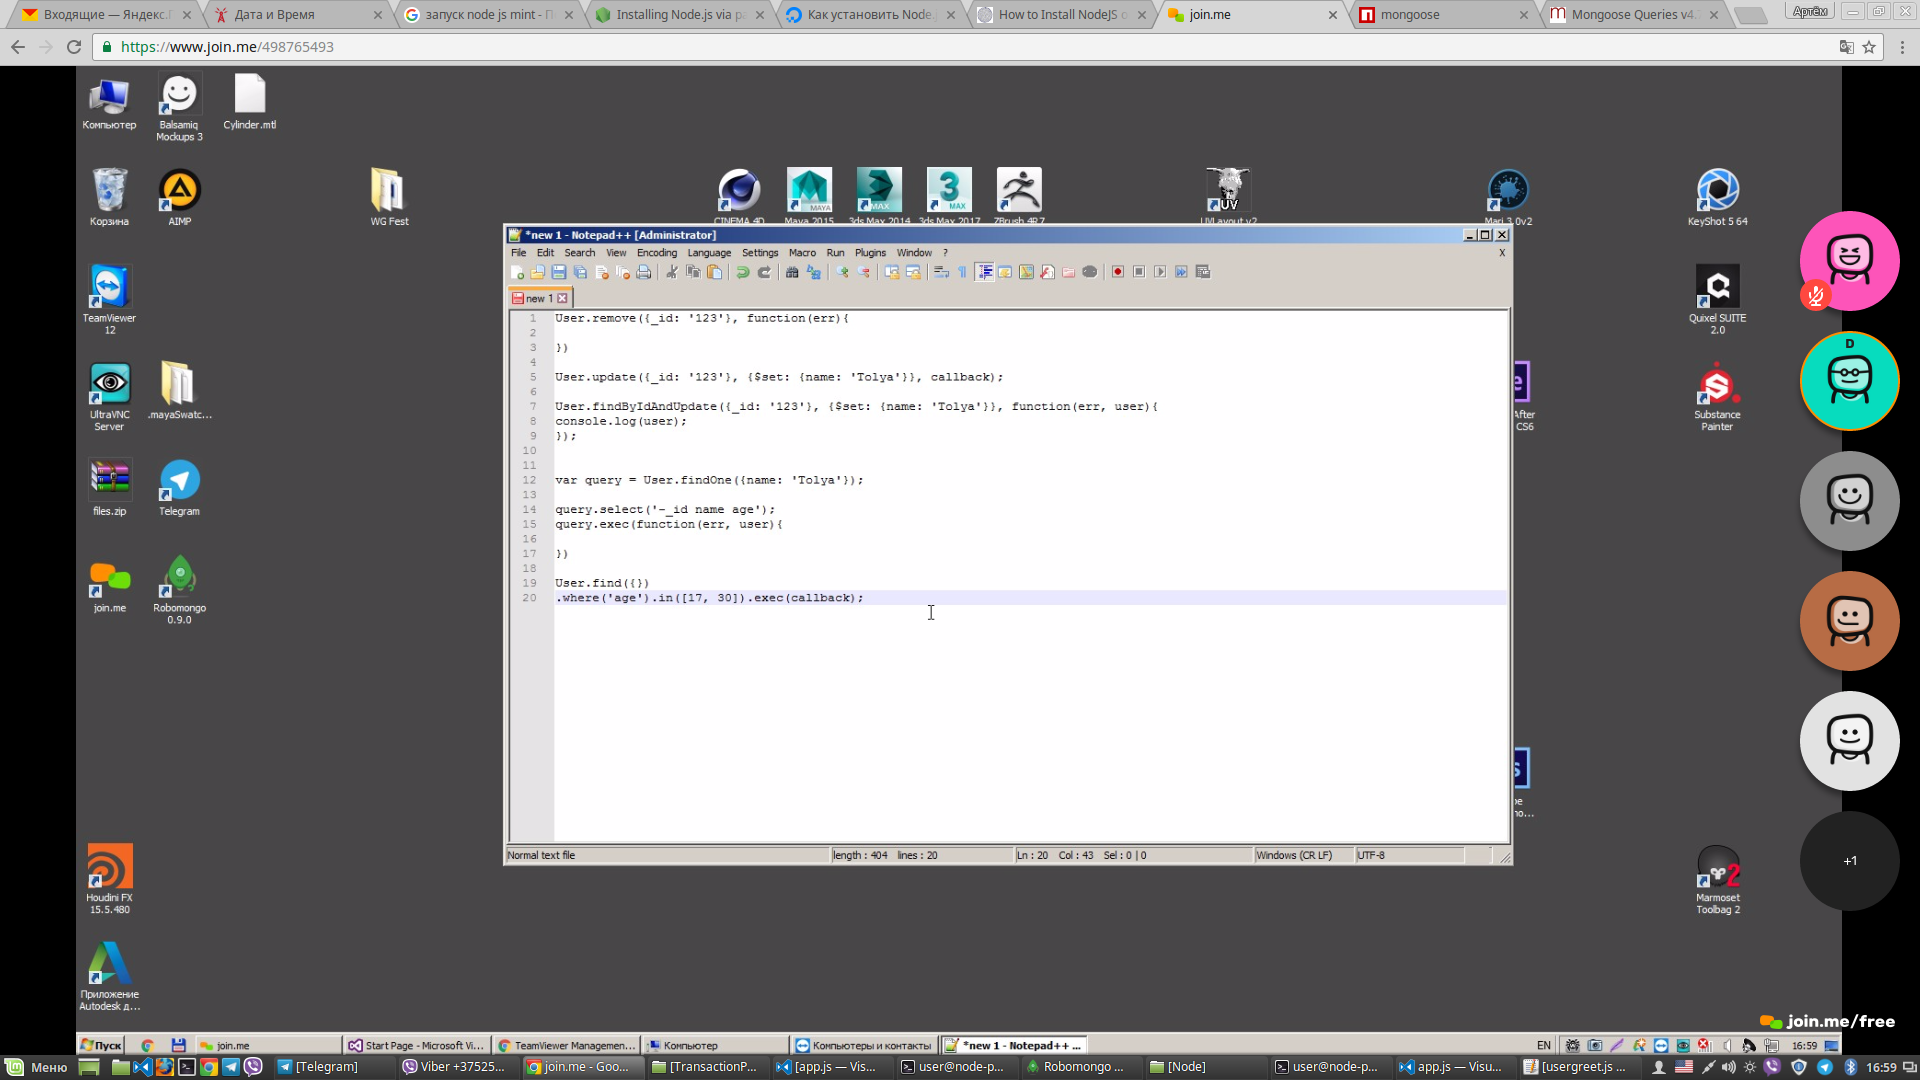 Входящие — Яндекс.П
Дата и Время
запуск node js mint - П
Installing Node.js via pa
Как установить Node.
How to Install NodeJS o
join.me
mongoose
Mongoose Queries v4.
Артём
https://www.join.me/498765493
Компьютер
Balsamiq
Mockups 3
Cylinder.mtl
Корзина
AIMP
WG Fest
CINEMA 4D
Maya 2015
3ds Max 2014
3ds Max 2017
ZBrush 4R7
UVLayout v2
Mari 3.0v2
KeyShot 5 64
TeamViewer
12
Quixel SUITE
2.0
UltraVNC
Server
.mayaSwatc...
After
CS6
Substance
Painter
files.zip
Telegram
join.me
Robomongo
0.9.0
Houdini FX
15.5.480
Marmoset
Toolbag 2
Приложение
Autodesk д...
*new 1 - Notepad++ [Administrator]
File Edit Search View Encoding Language Settings Macro Run Plugins Window ? X
new 1
1 User.remove({_id: '123'}, function(err){
2
3 })
4
5 User.update({_id: '123'}, {$set: {name: 'Tolya'}}, callback);
6
7 User.findByIdAndUpdate({_id: '123'}, {$set: {name: 'Tolya'}}, function(err, user){
8 console.log(user);
9 });
10
11
12 var query = User.findOne({name: 'Tolya'});
13
14 query.select('-_id name age');
15 query.exec(function(err, user){
16
17 })
18
19 User.find({})
20 .where('age').in([17, 30]).exec(callback);
Normal text file length : 404 lines : 20 Ln : 20 Col : 43 Sel : 0 | 0 Windows (CR LF) UTF-8
D
+1
join.me/free
Пуск
join.me
Start Page - Microsoft Vi...
TeamViewer Managemen...
Компьютер
Компьютеры и контакты
*new 1 - Notepad++ ...
EN
16:59
Меню
[Telegram]
Viber +37525...
join.me - Goo...
[TransactionP...
[app.js — Vis...
user@node-p...
Robomongo ...
[Node]
user@node-p...
app.js — Visu...
[usergreet.js ...
16:59